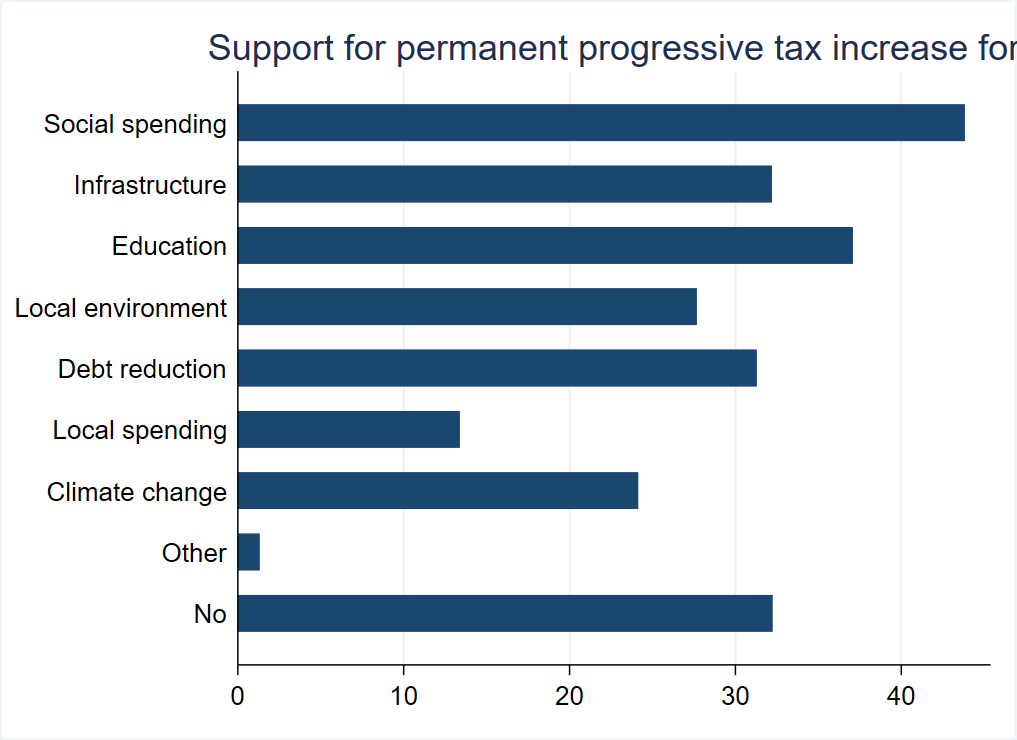 Support for permanent progressive tax increase for
Social spending
Infrastructure
Education
Local environment
Debt reduction
Local spending
Climate change
Other
No
0 10 20 30 40